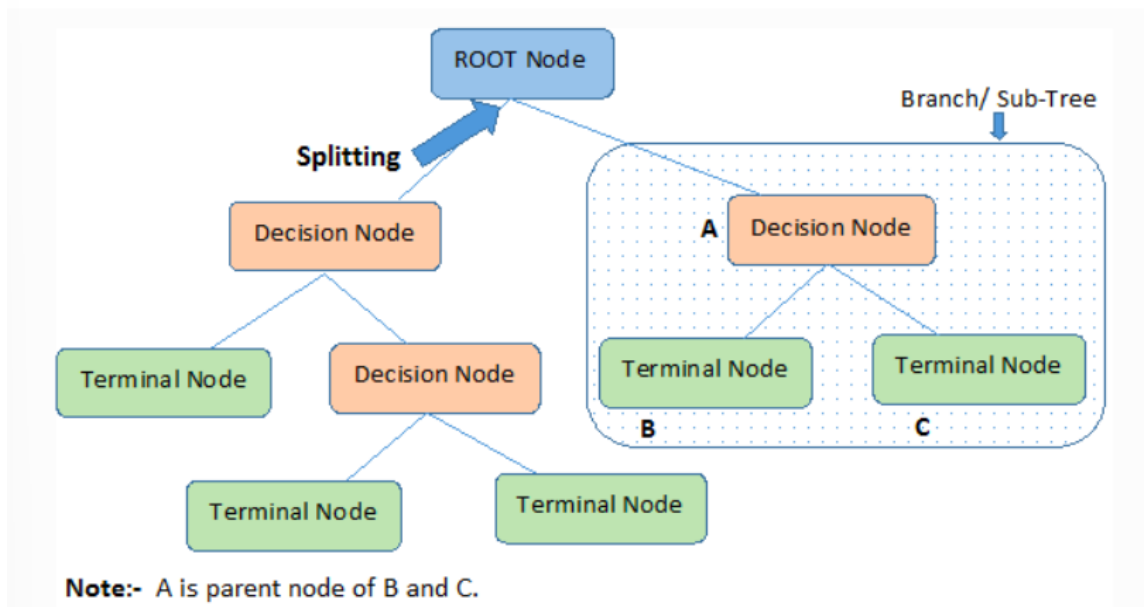 ROOT Node
Branch/ Sub-Tree
Splitting
Decision Node
A
Decision Node
Terminal Node
Decision Node
Terminal Node
Terminal Node
B
C
Terminal Node
Terminal Node
Note:- A is parent node of B and C.